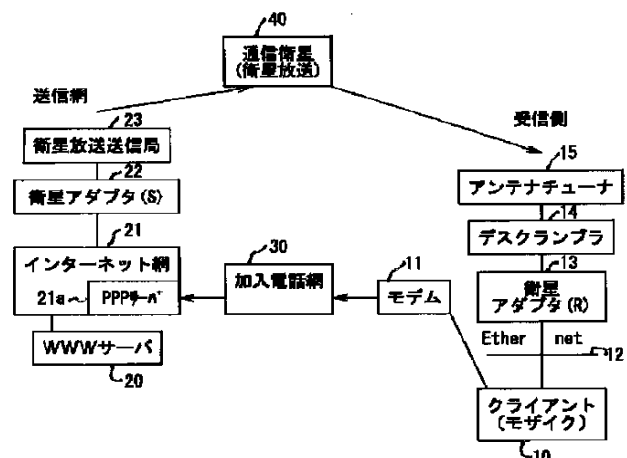 40
通信衛星
(衛星放送)
送信網
受信側
23
衛星放送送信局
22
衛星アダプタ(S)
21
インターネット網
21a
PPPサーバ
WWWサーバ
20
30
加入電話網
11
モデム
15
アンテナチューナ
14
デスクランブラ
13
衛星
アダプタ(R)
Ether net
12
クライアント
(モザイク)
10